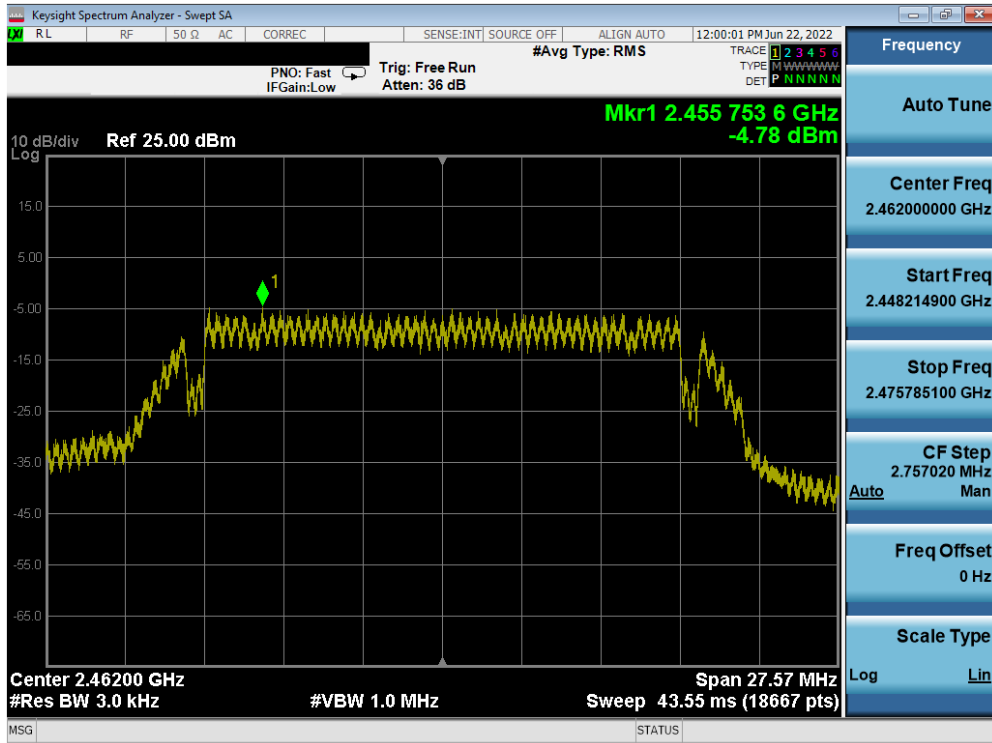 Keysight Spectrum Analyzer - Swept SA
LXI RL RF 50 Ω AC CORREC SENSE:INT SOURCE OFF ALIGN AUTO 12:00:01 PM Jun 22, 2022
#Avg Type: RMS TRACE 1 2 3 4 5 6
PNO: Fast Trig: Free Run TYPE M WWWWW
IFGain:Low Atten: 36 dB DET P N N N N N
Mkr1 2.455 753 6 GHz
-4.78 dBm
10 dB/div Ref 25.00 dBm
Log
1
15.0
5.00
-5.00
-15.0
-25.0
-35.0
-45.0
-55.0
-65.0
Center 2.46200 GHz Span 27.57 MHz
#Res BW 3.0 kHz #VBW 1.0 MHz Sweep 43.55 ms (18667 pts)
MSG STATUS
Frequency
Auto Tune
Center Freq
2.462000000 GHz
Start Freq
2.448214900 GHz
Stop Freq
2.475785100 GHz
CF Step
2.757020 MHz
Auto Man
Freq Offset
0 Hz
Scale Type
Log Lin